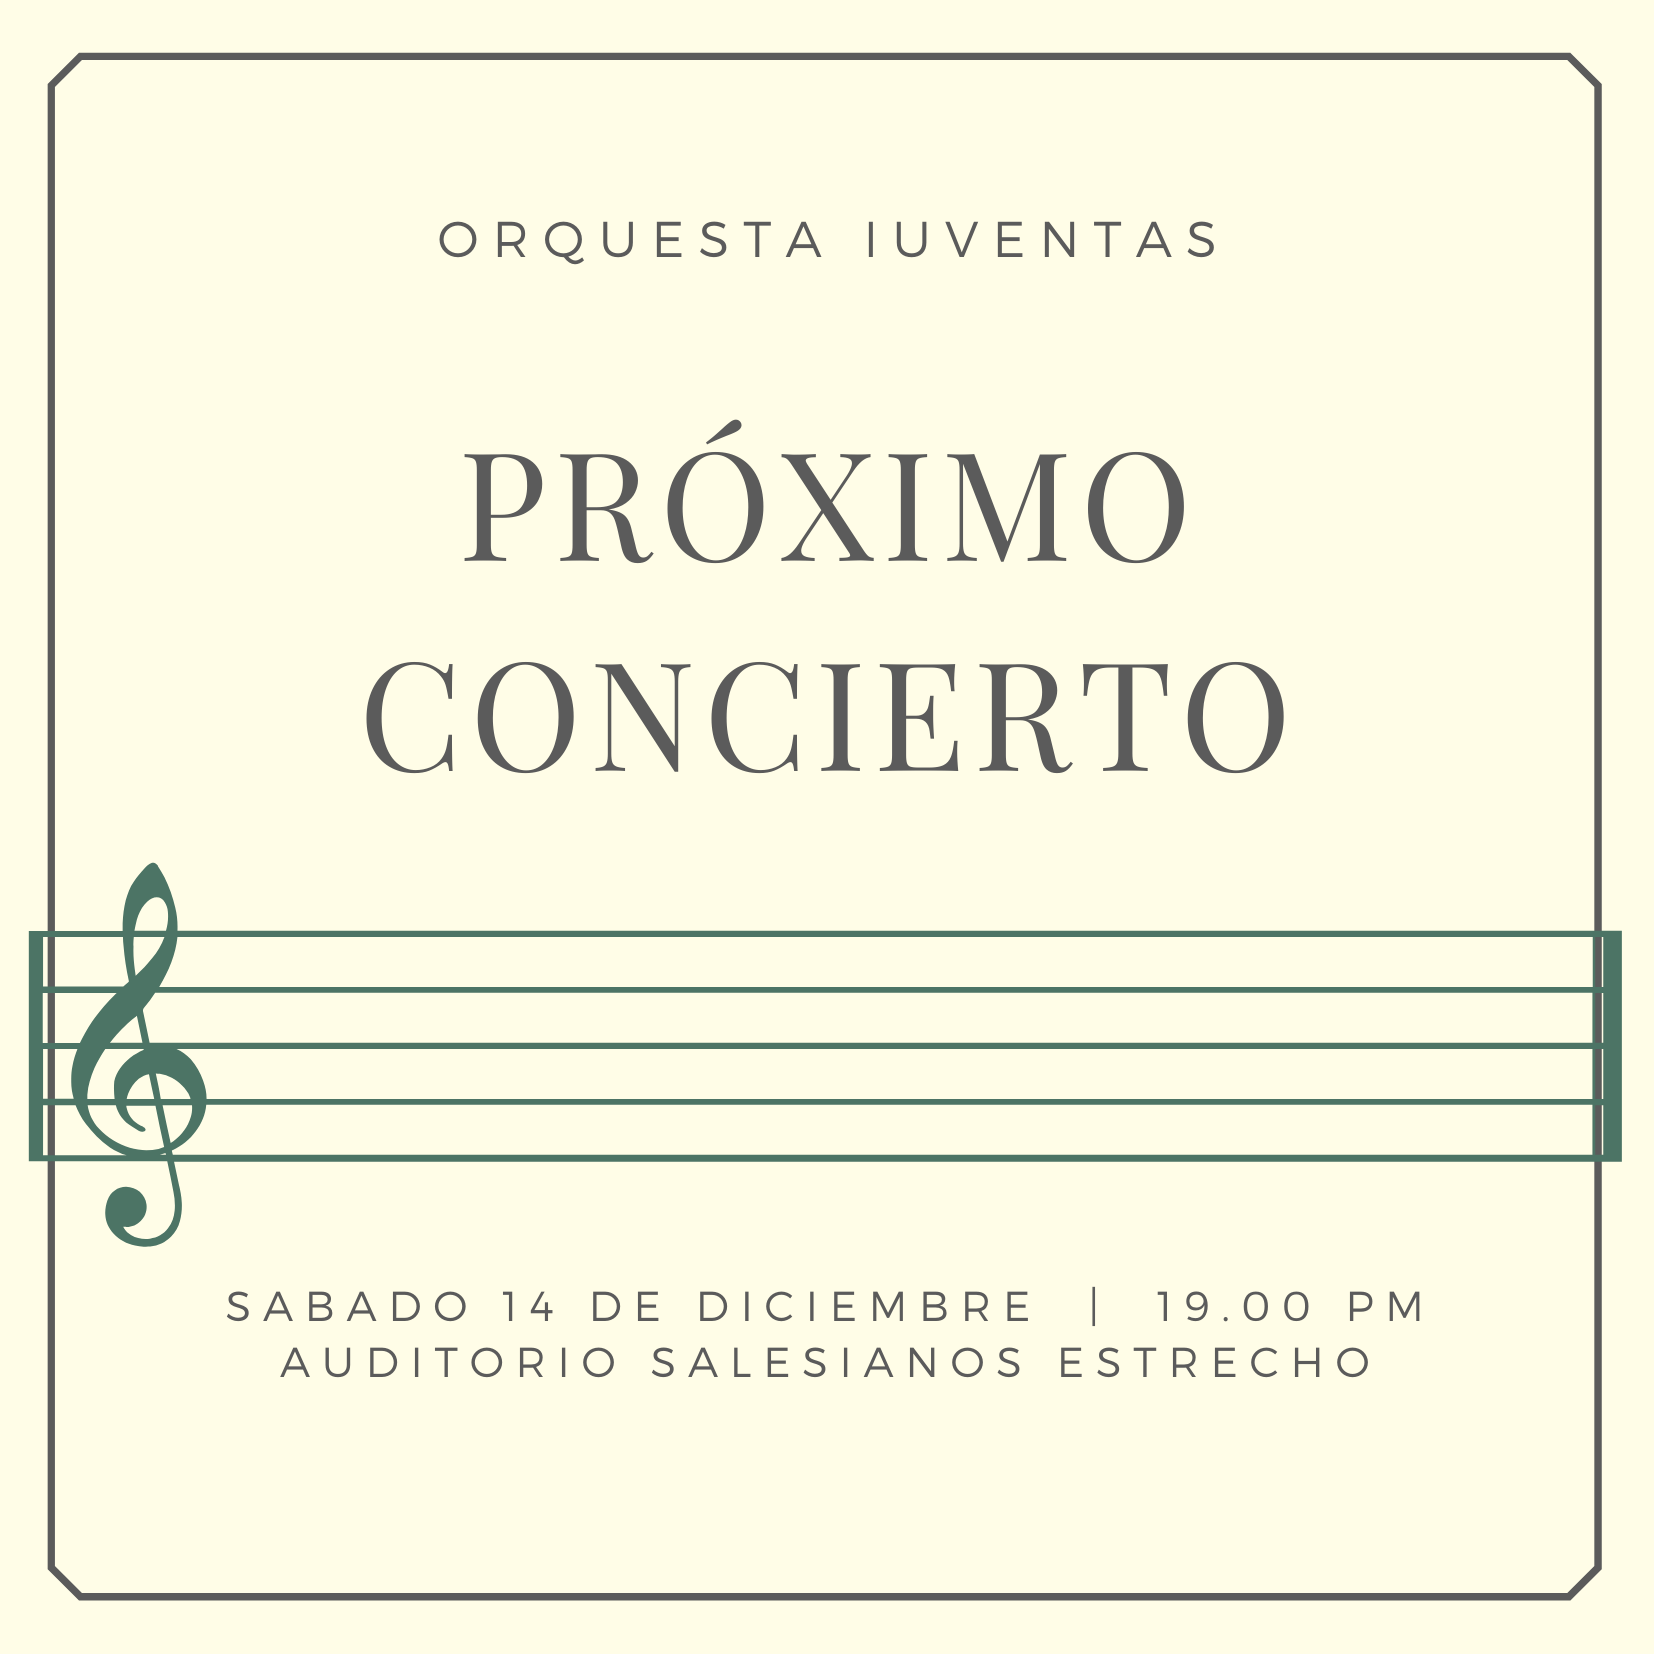 ORQUESTA IUVENTAS
PRÓXIMO
CONCIERTO
SABADO 14 DE DICIEMBRE | 19.00 PM
AUDITORIO SALESIANOS ESTRECHO